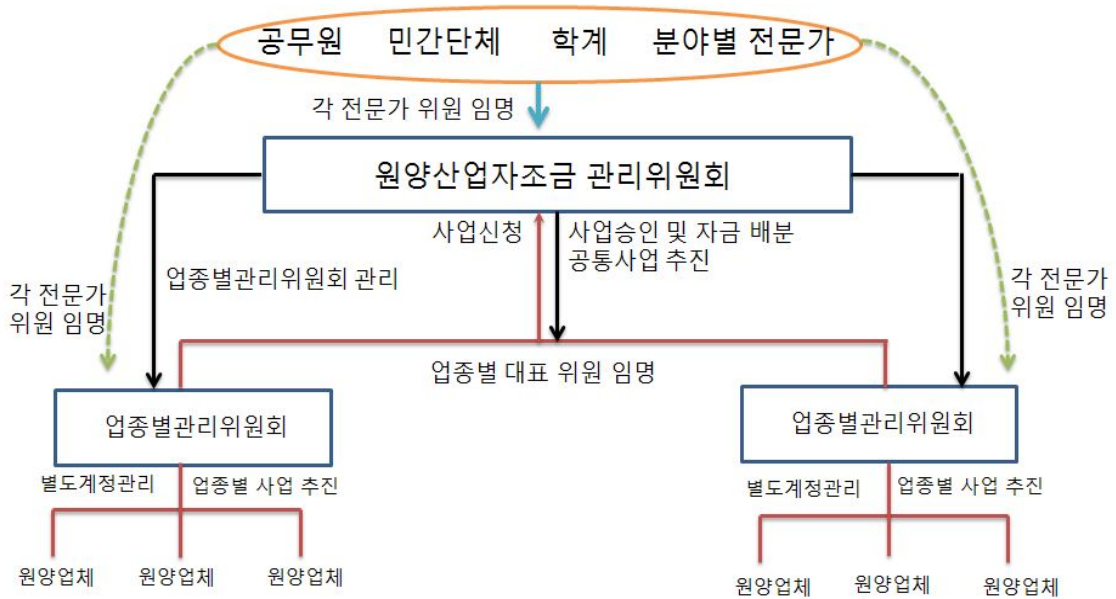 공무원 민간단체 학계 분야별 전문가
각 전문가 위원 임명
원양산업자조금 관리위원회
사업신청
사업승인 및 자금 배분
공통사업 추진
업종별관리위원회 관리
각 전문가
위원 임명
각 전문가
위원 임명
업종별 대표 위원 임명
업종별관리위원회
업종별관리위원회
별도계정관리
업종별 사업 추진
별도계정관리
업종별 사업 추진
원양업체
원양업체
원양업체
원양업체
원양업체
원양업체